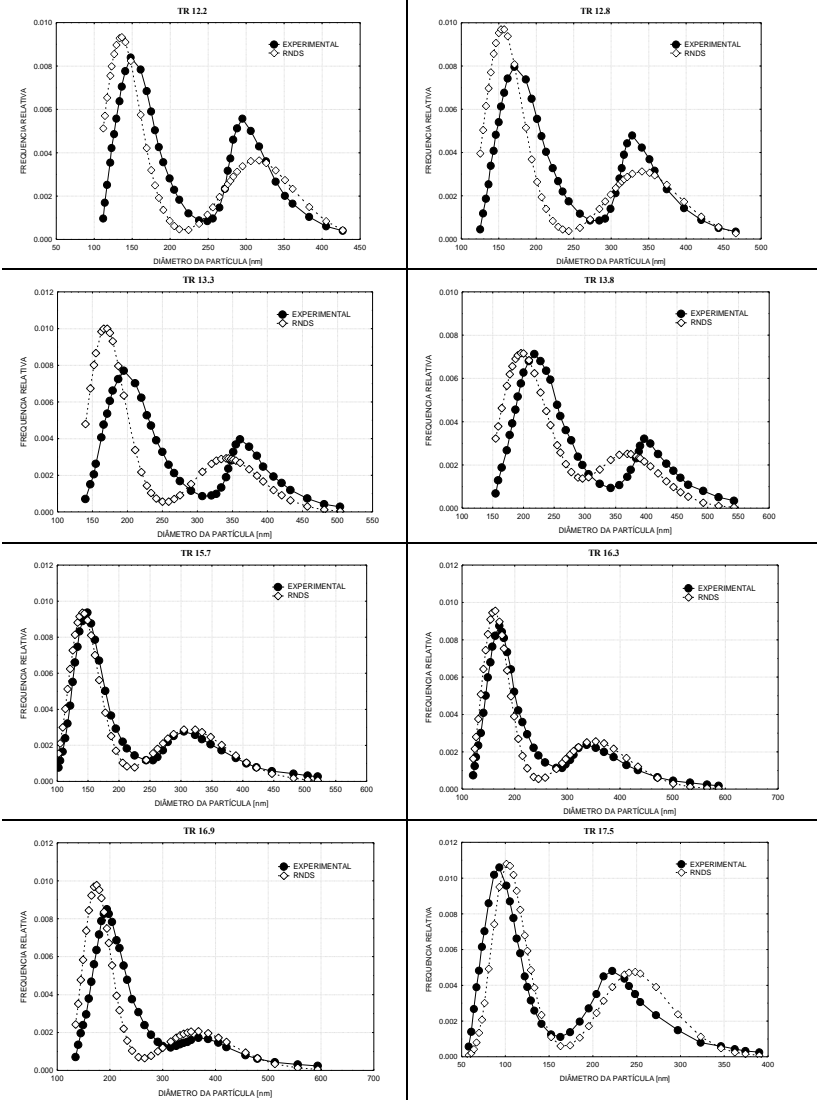 TR 12.2
EXPERIMENTAL
RNDS
FREQUENCIA RELATIVA
0.010
0.008
0.006
0.004
0.002
0.000
50 100 150 200 250 300 350 400 450
DIÂMETRO DA PARTÍCULA [nm]
TR 12.8
EXPERIMENTAL
RNDS
FREQUENCIA RELATIVA
0.010
0.008
0.006
0.004
0.002
0.000
100 150 200 250 300 350 400 450 500
DIÂMETRO DA PARTÍCULA [nm]
TR 13.3
EXPERIMENTAL
RNDS
FREQUENCIA RELATIVA
0.012
0.010
0.008
0.006
0.004
0.002
0.000
100 150 200 250 300 350 400 450 500 550
DIÂMETRO DA PARTÍCULA [nm]
TR 13.8
EXPERIMENTAL
RNDS
FREQUENCIA RELATIVA
0.010
0.008
0.006
0.004
0.002
0.000
100 150 200 250 300 350 400 450 500 550 600
DIÂMETRO DA PARTÍCULA [nm]
TR 15.7
EXPERIMENTAL
RNDS
FREQUENCIA RELATIVA
0.012
0.010
0.008
0.006
0.004
0.002
0.000
100 150 200 250 300 350 400 450 500 550 600
DIÂMETRO DA PARTÍCULA [nm]
TR 16.3
EXPERIMENTAL
RNDS
FREQUENCIA RELATIVA
0.012
0.010
0.008
0.006
0.004
0.002
0.000
100 200 300 400 500 600 700
DIÂMETRO DA PARTÍCULA [nm]
TR 16.9
EXPERIMENTAL
RNDS
FREQUENCIA RELATIVA
0.012
0.010
0.008
0.006
0.004
0.002
0.000
100 200 300 400 500 600 700
DIÂMETRO DA PARTÍCULA [nm]
TR 17.5
EXPERIMENTAL
RNDS
FREQUENCIA RELATIVA
0.012
0.010
0.008
0.006
0.004
0.002
0.000
50 100 150 200 250 300 350 400
DIÂMETRO DA PARTÍCULA [nm]